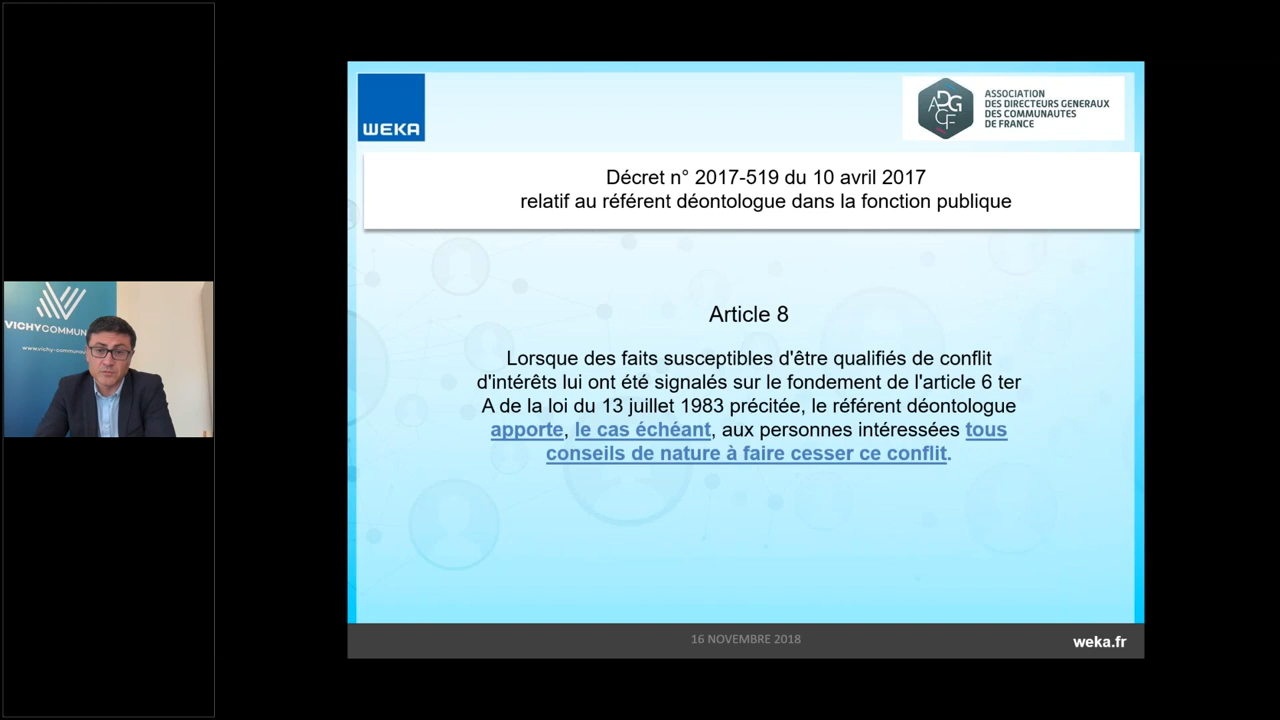 WEKA
ADGCF
ASSOCIATION
DES DIRECTEURS GENERAUX
DES COMMUNAUTES
DE FRANCE
Décret n° 2017-519 du 10 avril 2017
relatif au référent déontologue dans la fonction publique
VICHYCOMMUN
www.vichy-communau
Article 8
Lorsque des faits susceptibles d'être qualifiés de conflit
d'intérêts lui ont été signalés sur le fondement de l'article 6 ter
A de la loi du 13 juillet 1983 précitée, le référent déontologue
apporte, le cas échéant, aux personnes intéressées tous
conseils de nature à faire cesser ce conflit.
16 NOVEMBRE 2018
weka.fr